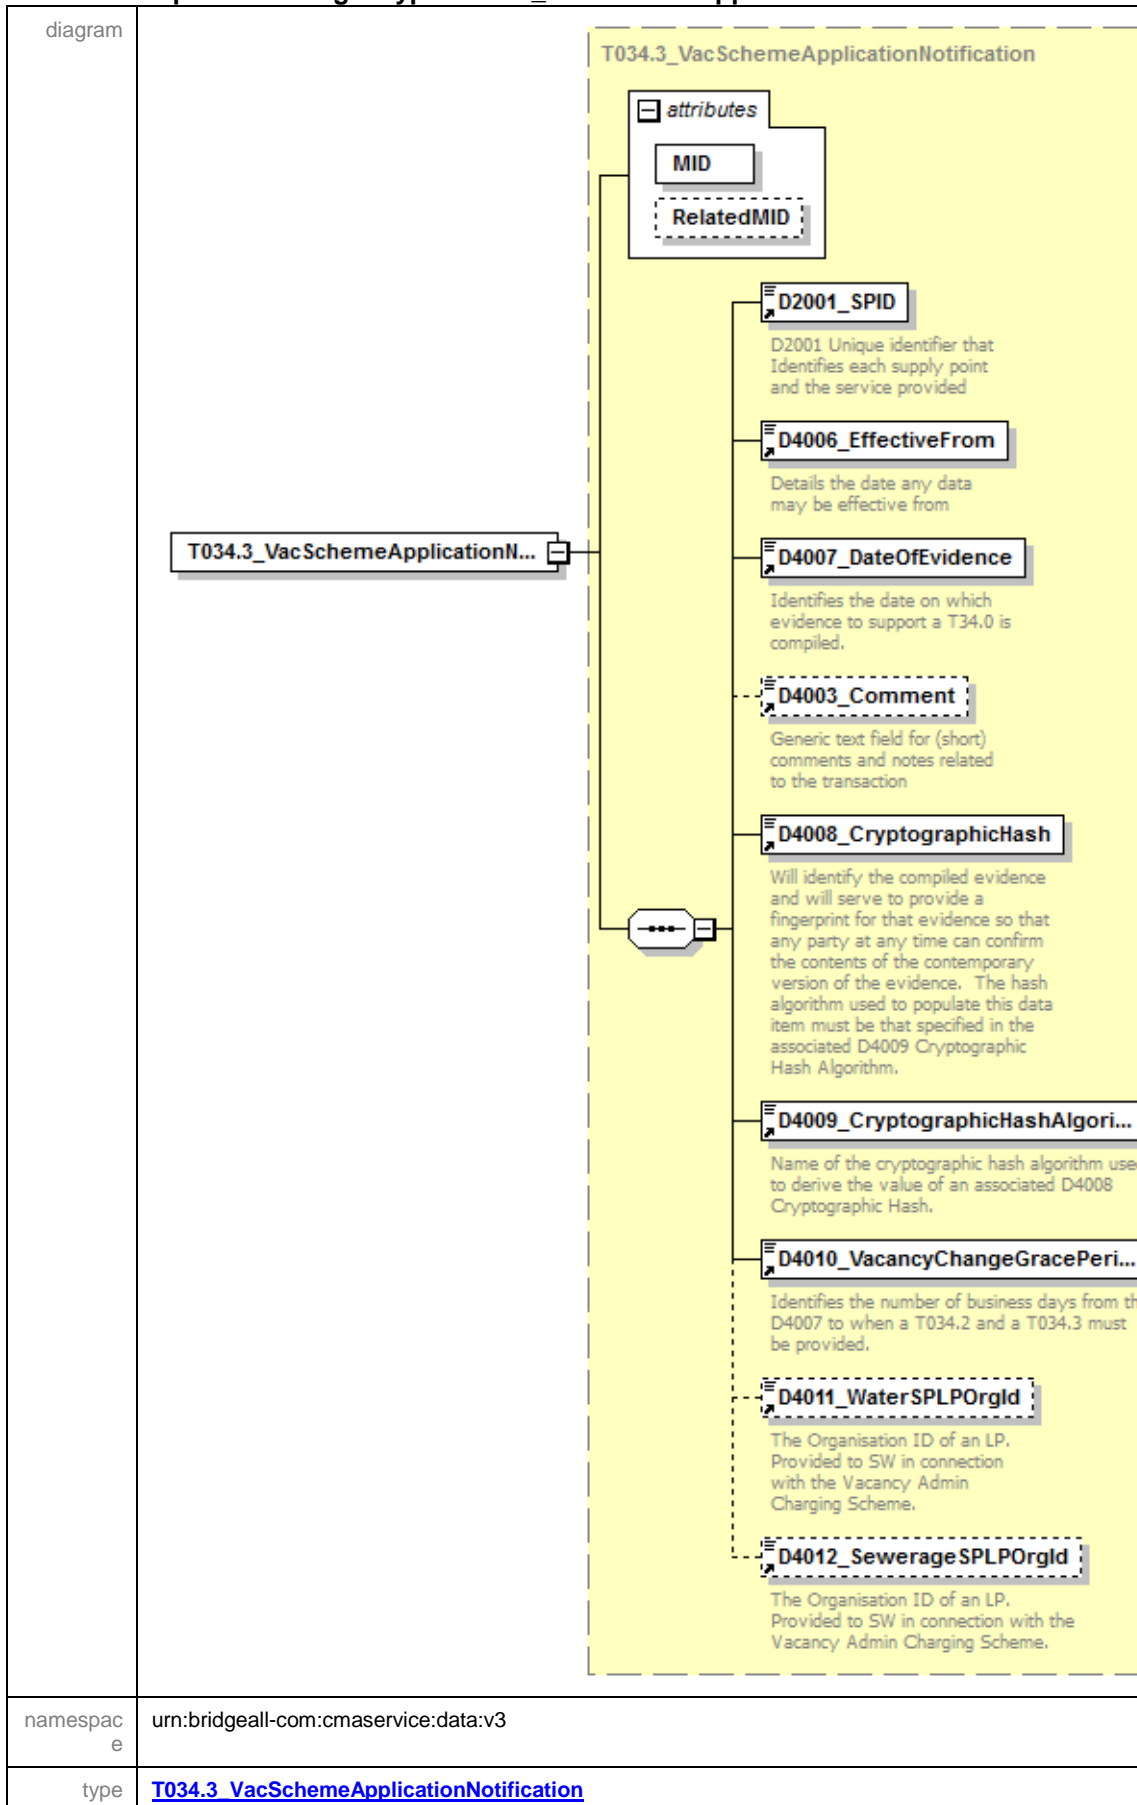 diagram
T034.3_VacSchemeApplicationNotification
attributes
MID
RelatedMID
D2001_SPID
D2001 Unique identifier that
Identifies each supply point
and the service provided
D4006_EffectiveFrom
Details the date any data
may be effective from
T034.3_VacSchemeApplicationN...
D4007_DateOfEvidence
Identifies the date on which
evidence to support a T34.0 is
compiled.
D4003_Comment
Generic text field for (short)
comments and notes related
to the transaction
D4008_CryptographicHash
Will identify the compiled evidence
and will serve to provide a
fingerprint for that evidence so that
any party at any time can confirm
the contents of the contemporary
version of the evidence. The hash
algorithm used to populate this data
item must be that specified in the
associated D4009 Cryptographic
Hash Algorithm.
D4009_CryptographicHashAlgori...
Name of the cryptographic hash algorithm use
to derive the value of an associated D4008
Cryptographic Hash.
D4010_VacancyChangeGracePeri...
Identifies the number of business days from th
D4007 to when a T034.2 and a T034.3 must
be provided.
D4011_WaterSPLPOrgId
The Organisation ID of an LP.
Provided to SW in connection
with the Vacancy Admin
Charging Scheme.
D4012_SewerageSPLPOrgId
The Organisation ID of an LP.
Provided to SW in connection with the
Vacancy Admin Charging Scheme.
namespac
e
urn:bridgeall-com:cmaservice:data:v3
type
T034.3_VacSchemeApplicationNotification